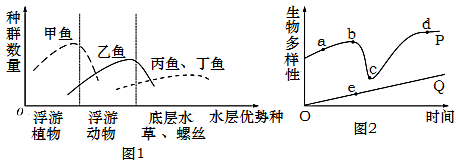 种群数量
甲鱼
乙鱼
丙鱼、丁鱼
0
浮游植物
浮游动物
底层水草、螺丝
水层优势种
图1
生物多样性
a
b
c
d
P
e
Q
O
时间
图2